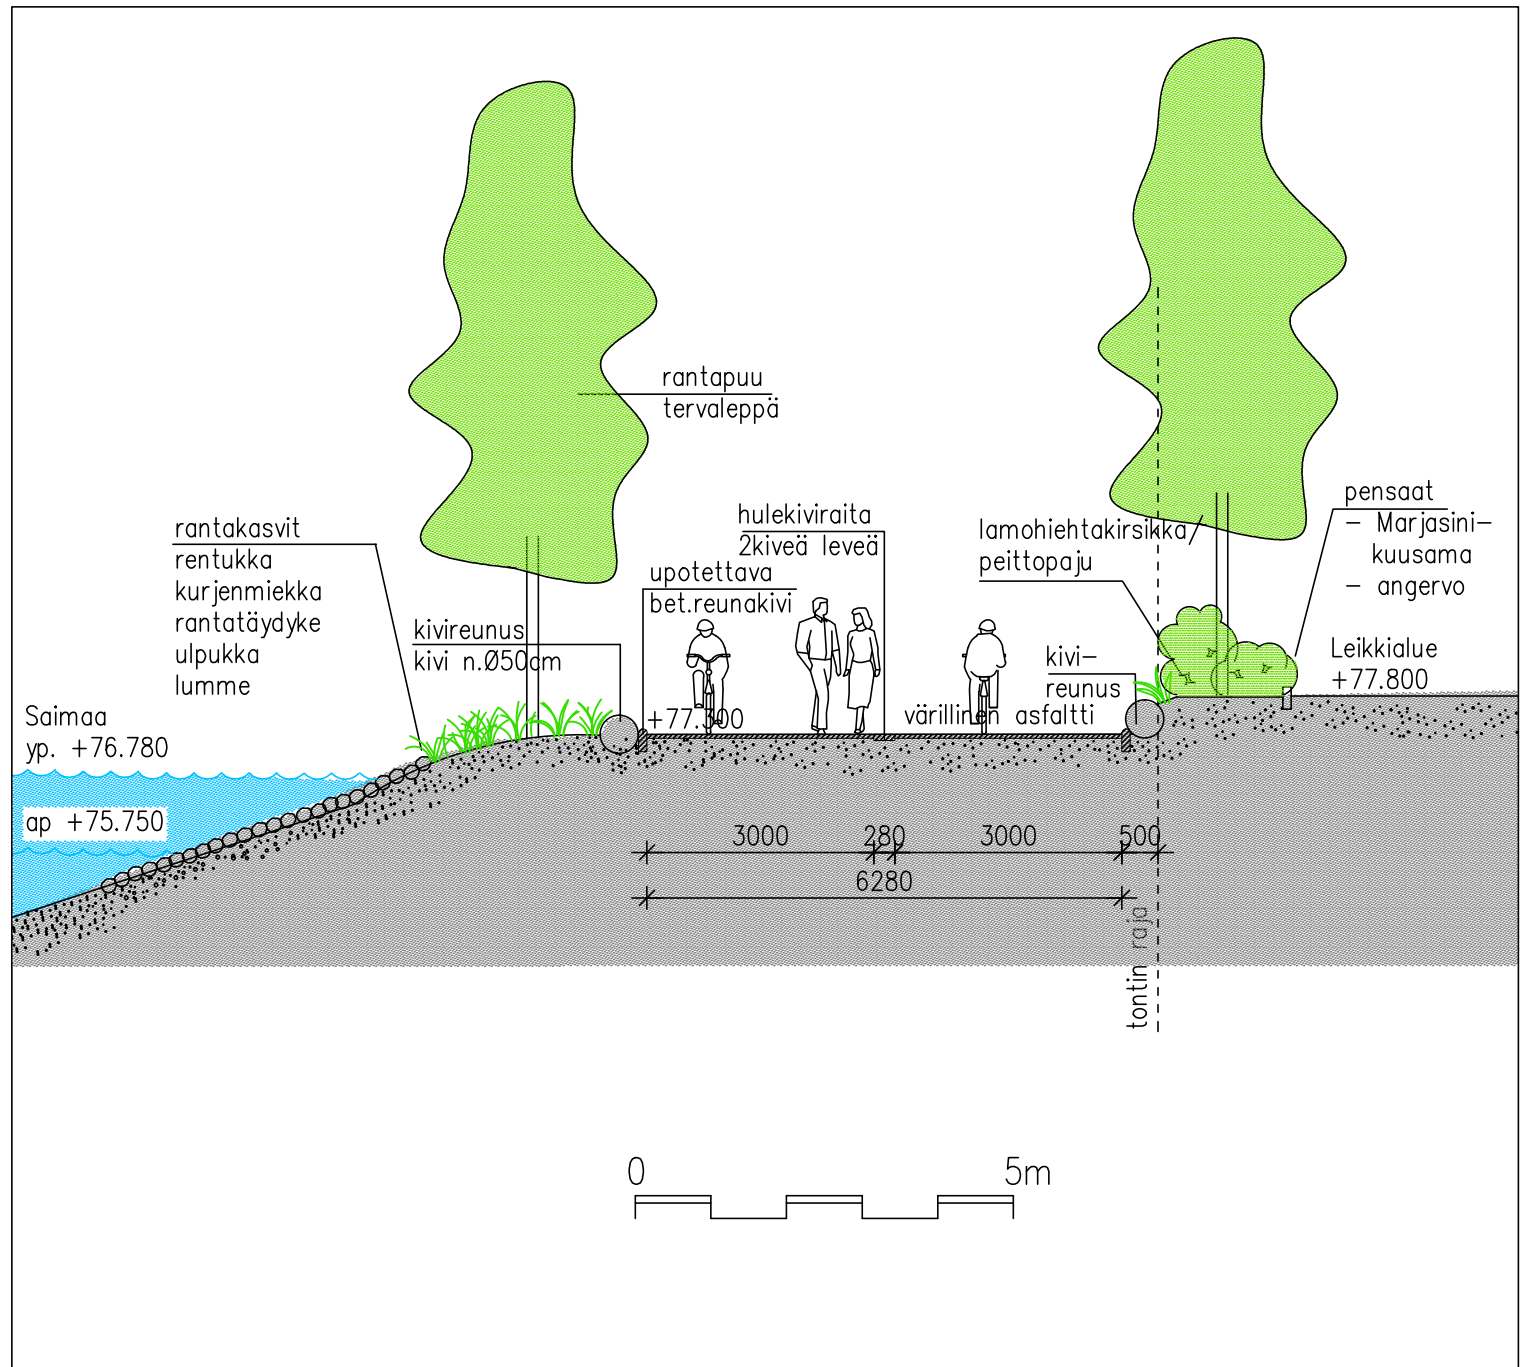 rantapuu
tervaleppä
rantakasvit
rentukka
kurjenmiekka
rantatäydyke
ulpukka
lumme
kivireunus
kivi n.Ø50cm
upotettava
bet.reunakivi
hulekiviraita
2kiveä leveä
lamohiehtakirsikka/
peittopaju
pensaat
- Marjasini-
kuusama
- angervo
kivi-
reunus
Leikkialue
+77.800
Saimaa
yp. +76.780
ap +75.750
+77.300
värillinen asfaltti
3000 280 3000 500
6280
tontin raja
0 5m